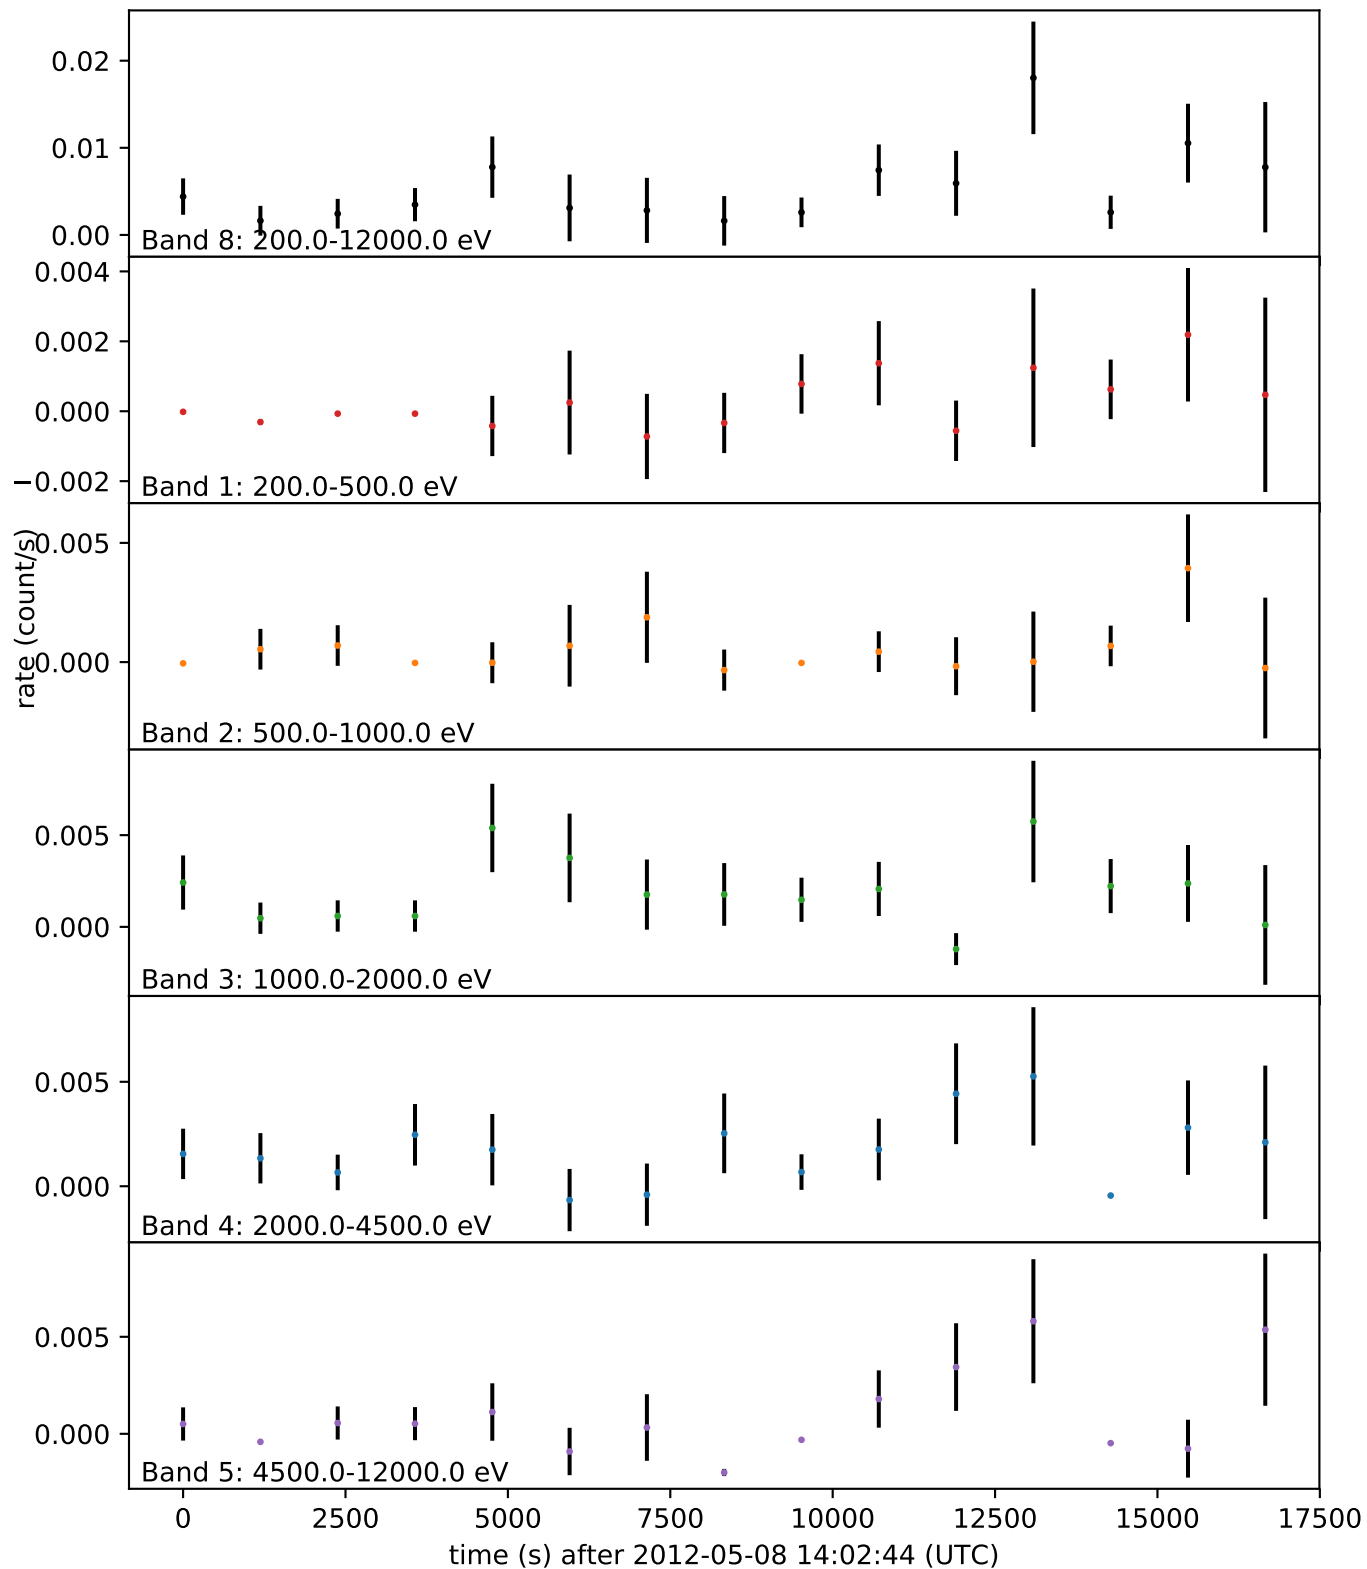 0.02
0.01
0.00
Band 8: 200.0-12000.0 eV
0.004
0.002
0.000
−0.002
Band 1: 200.0-500.0 eV
rate (count/s)
0.005
0.000
Band 2: 500.0-1000.0 eV
0.005
0.000
Band 3: 1000.0-2000.0 eV
0.005
0.000
Band 4: 2000.0-4500.0 eV
0.005
0.000
Band 5: 4500.0-12000.0 eV
0 2500 5000 7500 10000 12500 15000 17500
time (s) after 2012-05-08 14:02:44 (UTC)